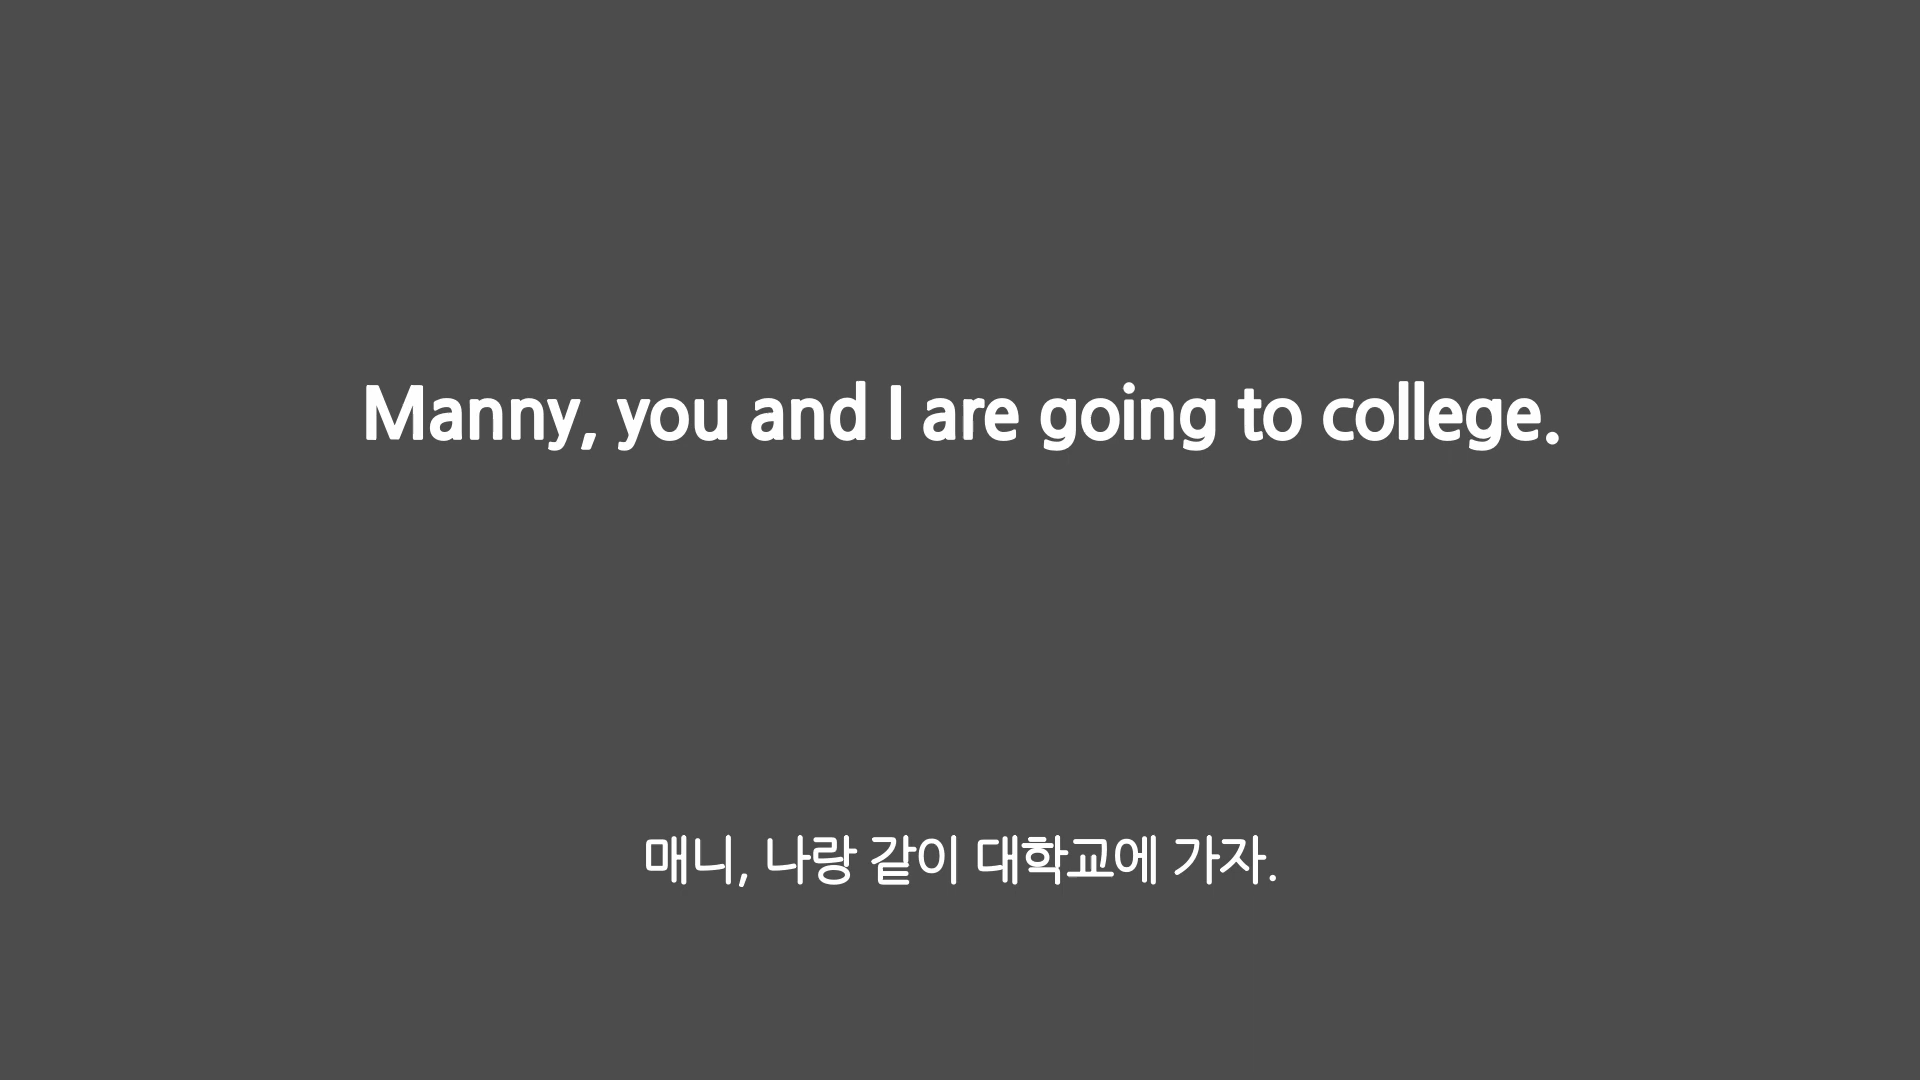 Manny, you and I are going to college.
매니, 나랑 같이 대학교에 가자.